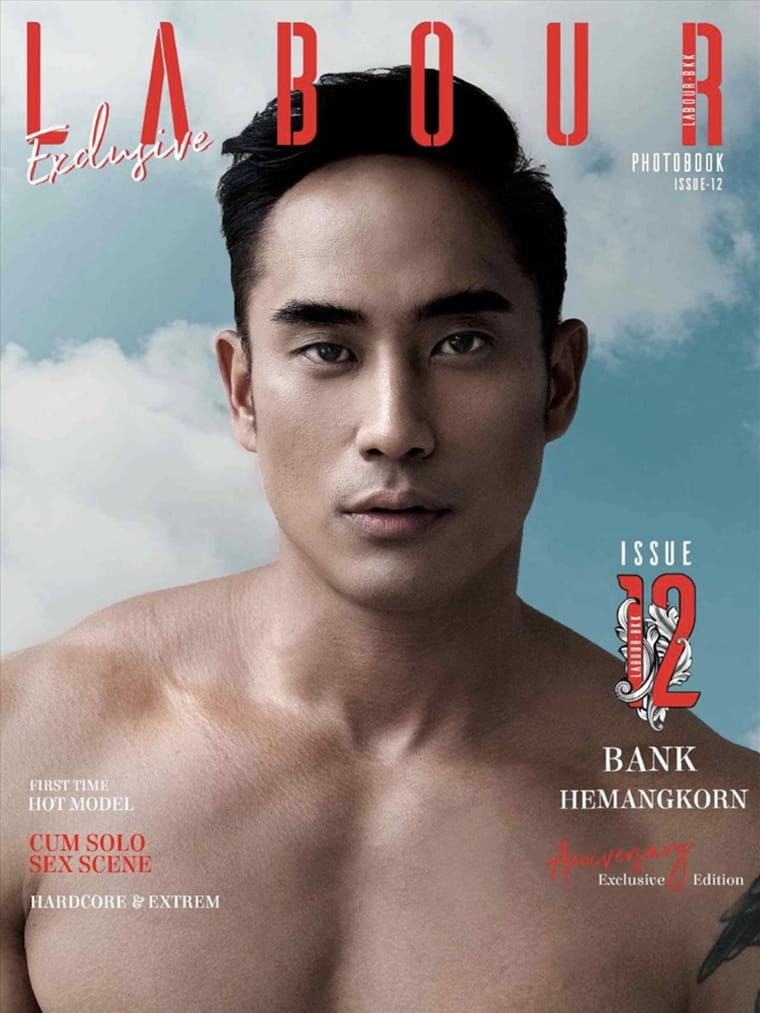 LABOUR
LABOUR-BKK
Exclusive
PHOTOBOOK
ISSUE-12
ISSUE
12
LABOUR-BKK
BANK
HEMANGKORN
Anniversary
Exclusive Edition
FIRST TIME
HOT MODEL
CUM SOLO
SEX SCENE
HARDCORE & EXTREM